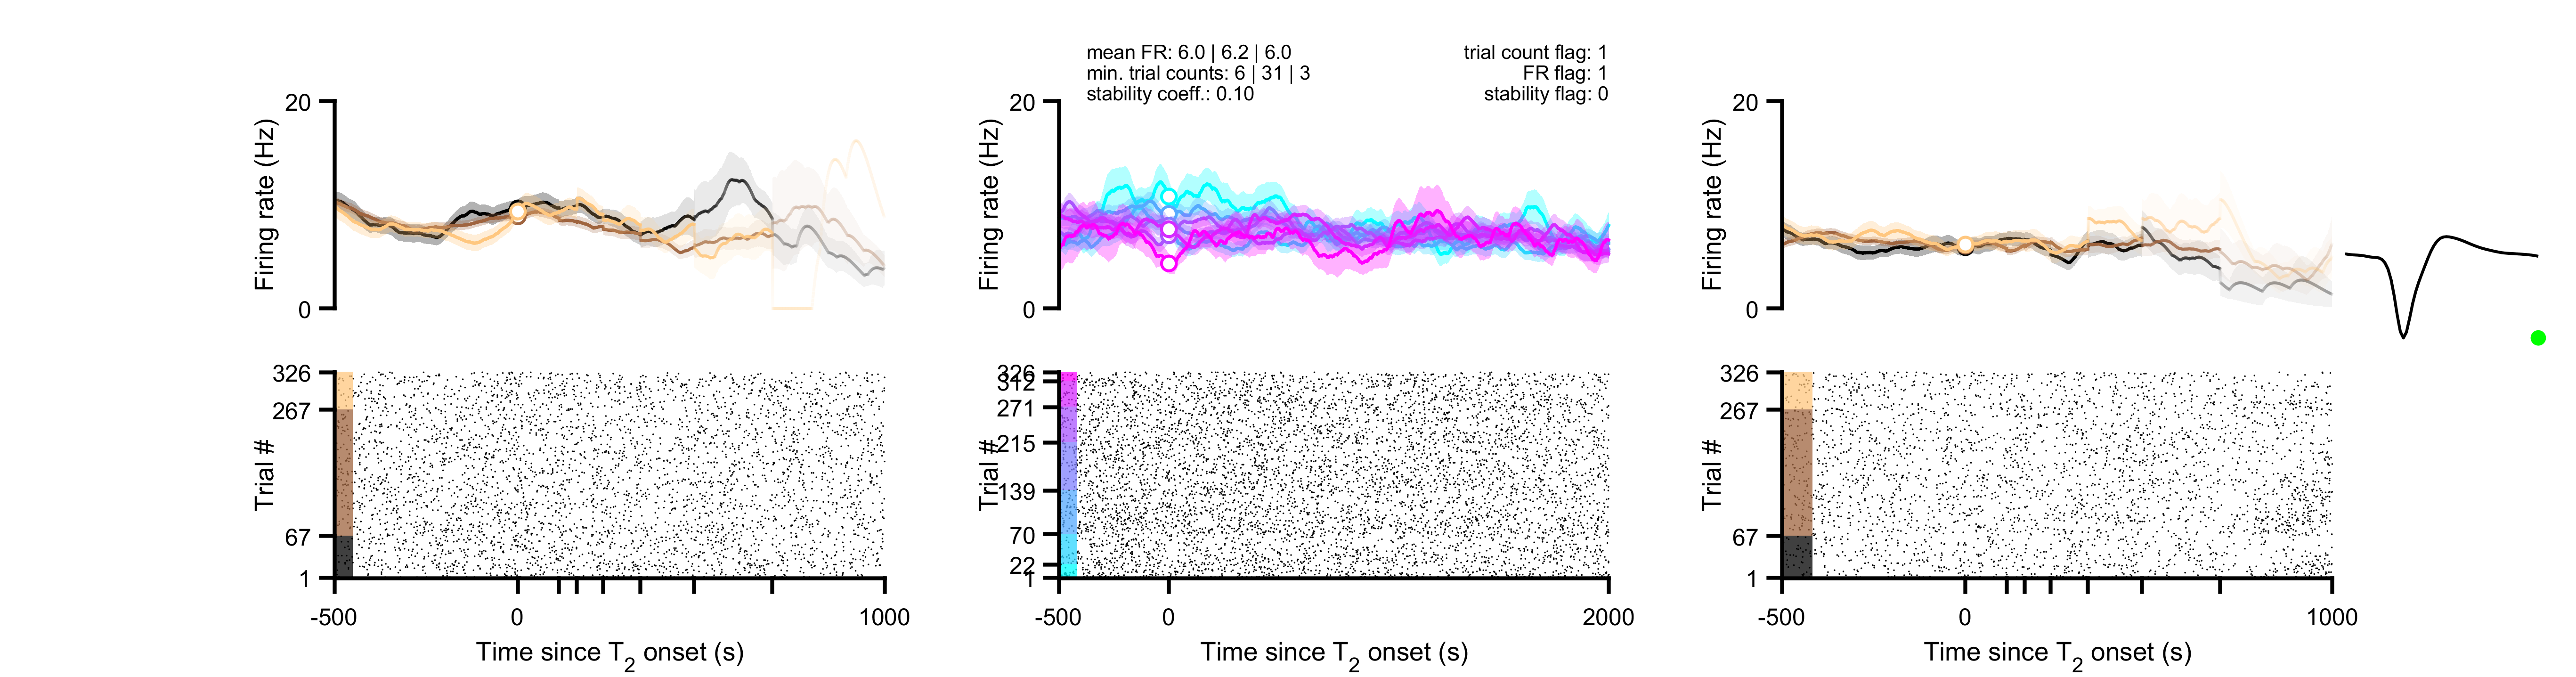 mean FR: 6.0 | 6.2 | 6.0
min. trial counts: 6 | 31 | 3
stability coeff.: 0.10
trial count flag: 1
FR flag: 1
stability flag: 0
20
Firing rate (Hz)
0
326
267
Trial #
67
1
-500
0
1000
Time since T2 onset (s)
20
Firing rate (Hz)
0
326
312
271
215
Trial #
139
70
22
1
-500
0
2000
Time since T2 onset (s)
20
Firing rate (Hz)
0
326
267
Trial #
67
1
-500
0
1000
Time since T2 onset (s)